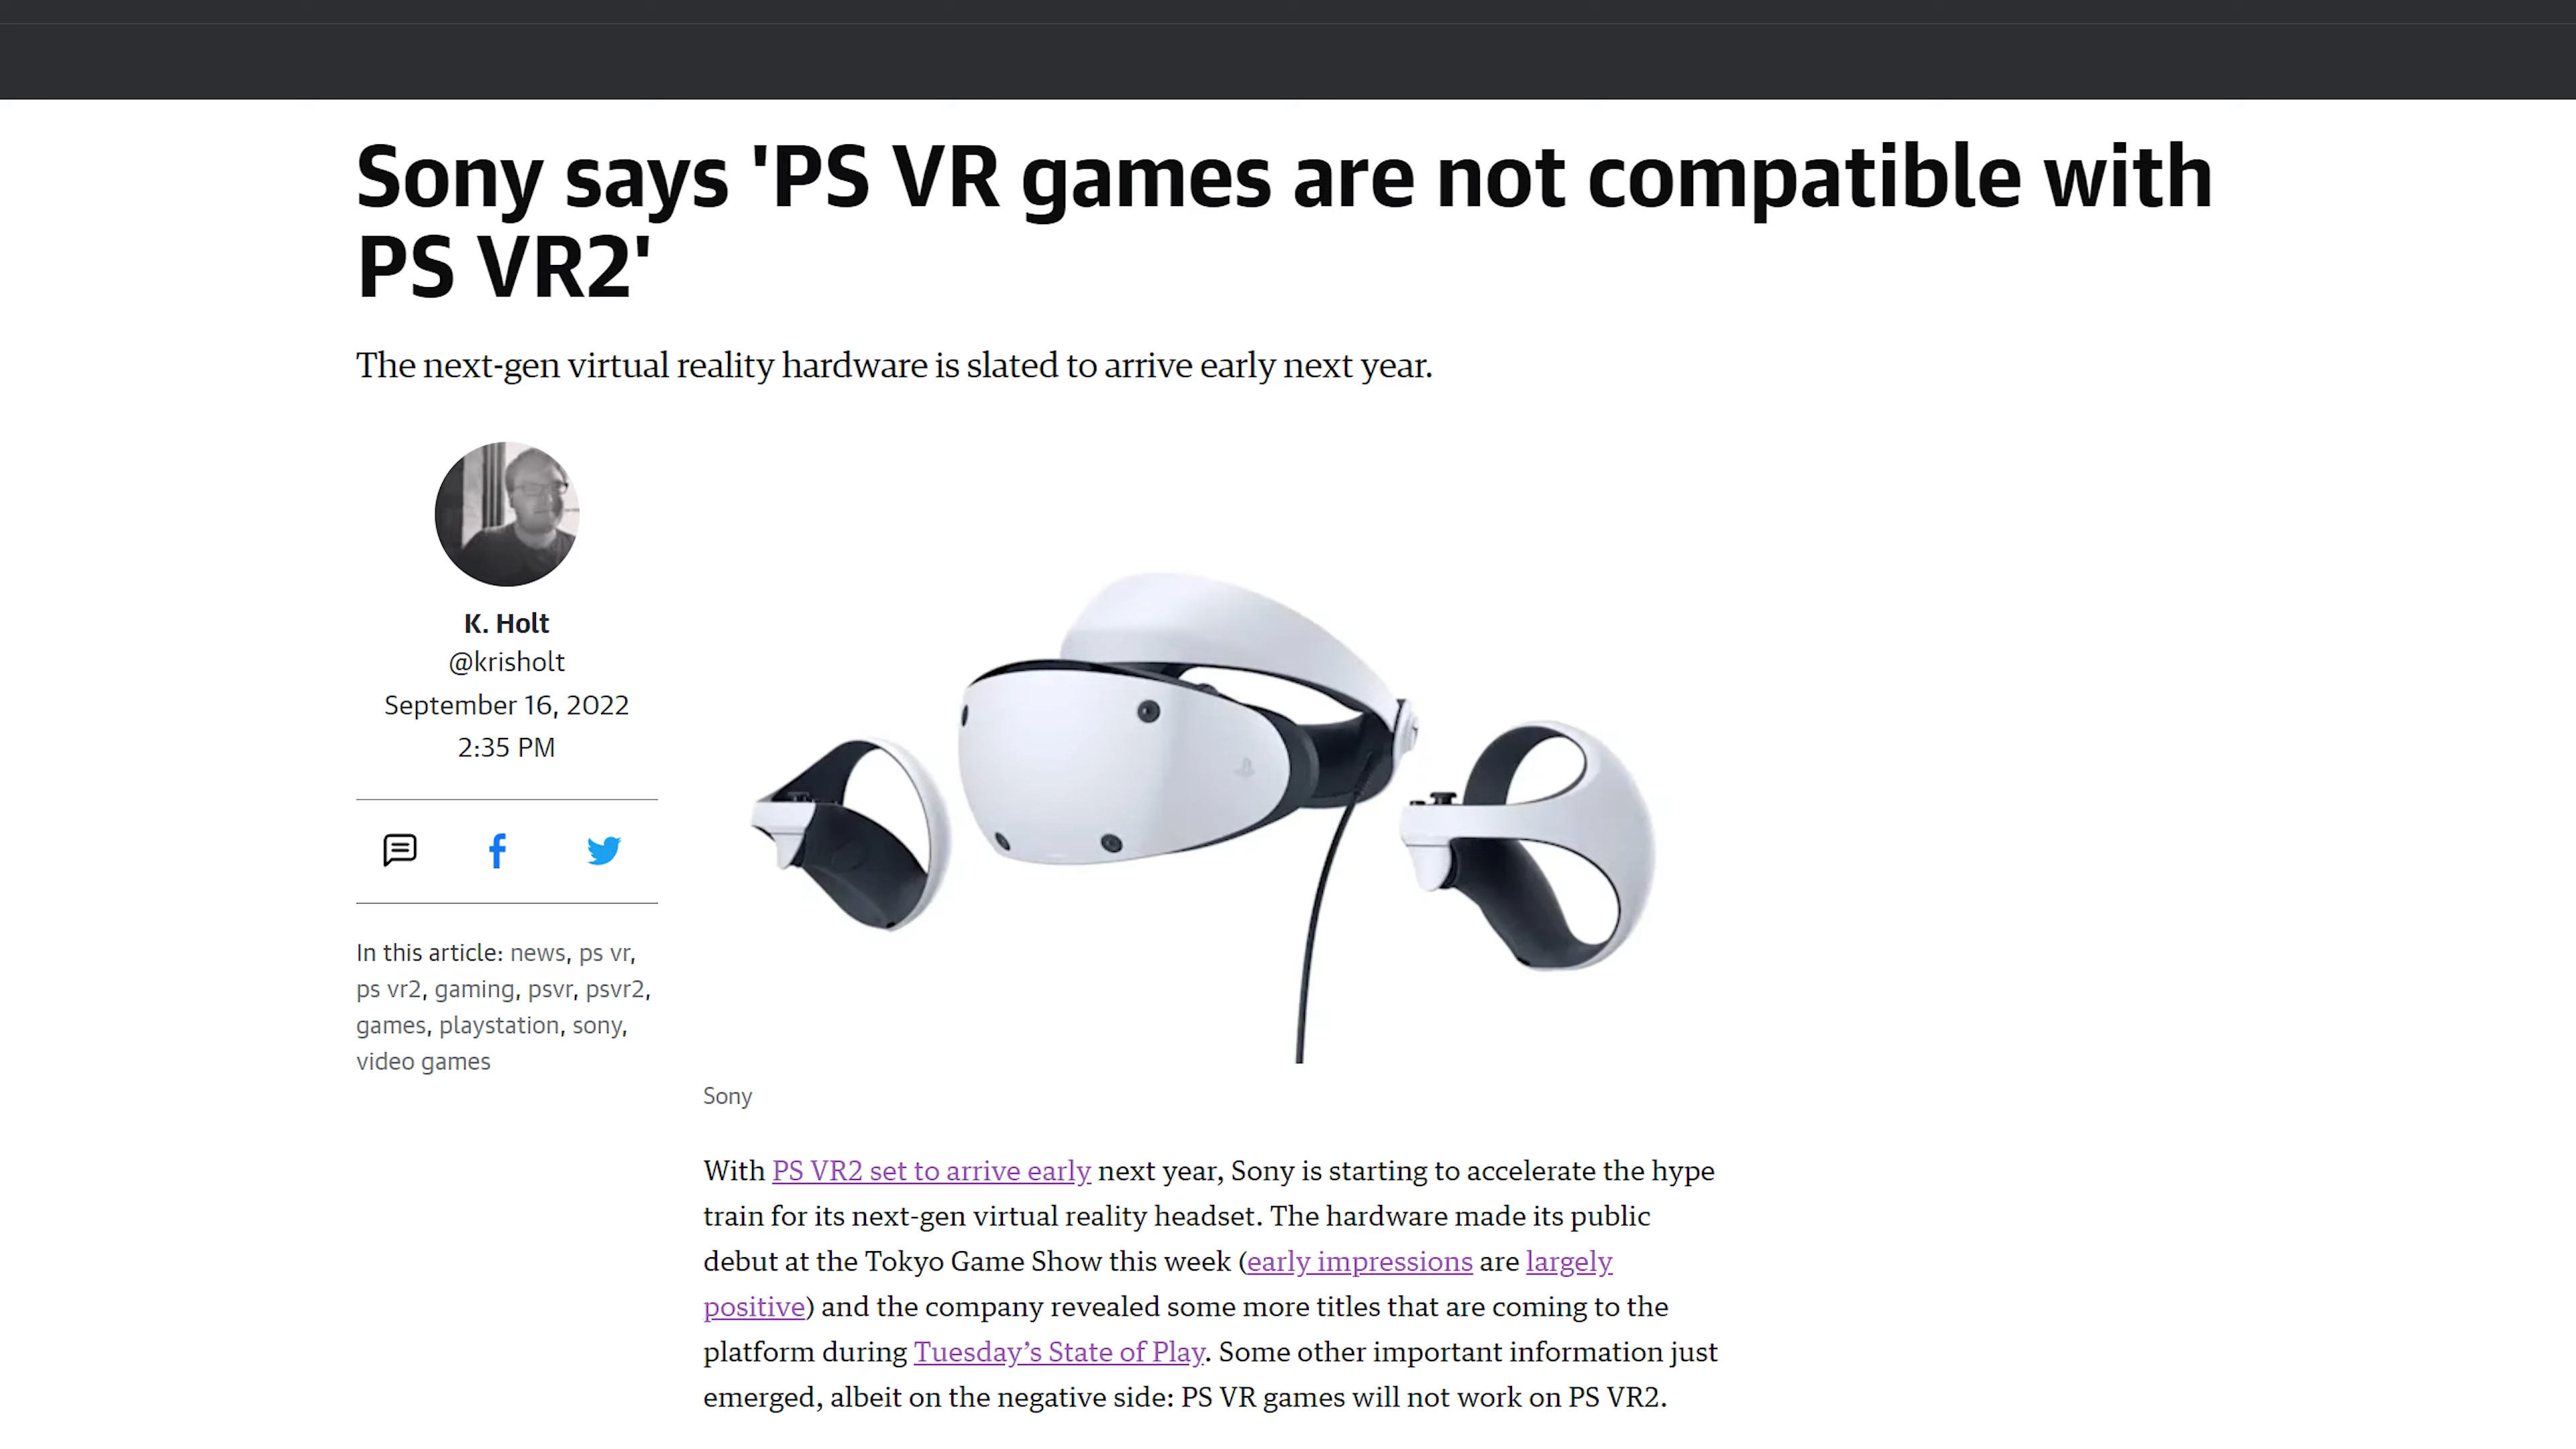 Sony says 'PS VR games are not compatible with
PS VR2'
The next-gen virtual reality hardware is slated to arrive early next year.
K. Holt
@krisholt
September 16, 2022
2:35 PM
In this article: news, ps vr,
ps vr2, gaming, psvr, psvr2,
games, playstation, sony,
video games
Sony
With PS VR2 set to arrive early next year, Sony is starting to accelerate the hype
train for its next-gen virtual reality headset. The hardware made its public
debut at the Tokyo Game Show this week (early impressions are largely
positive) and the company revealed some more titles that are coming to the
platform during Tuesday’s State of Play. Some other important information just
emerged, albeit on the negative side: PS VR games will not work on PS VR2.